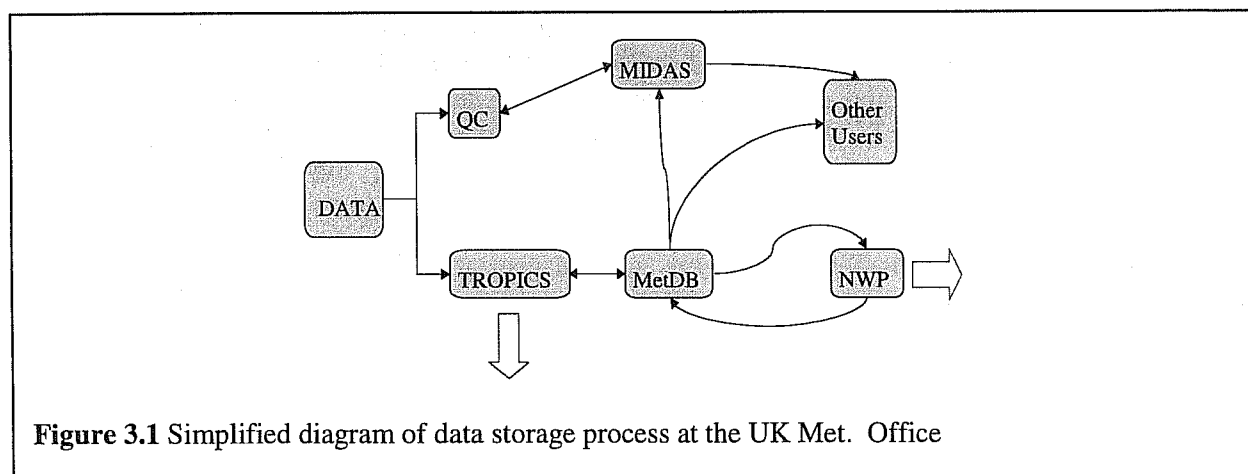 MIDAS
QC
Other
Users
DATA
TROPICS
MetDB
NWP
Figure 3.1 Simplified diagram of data storage process at the UK Met. Office